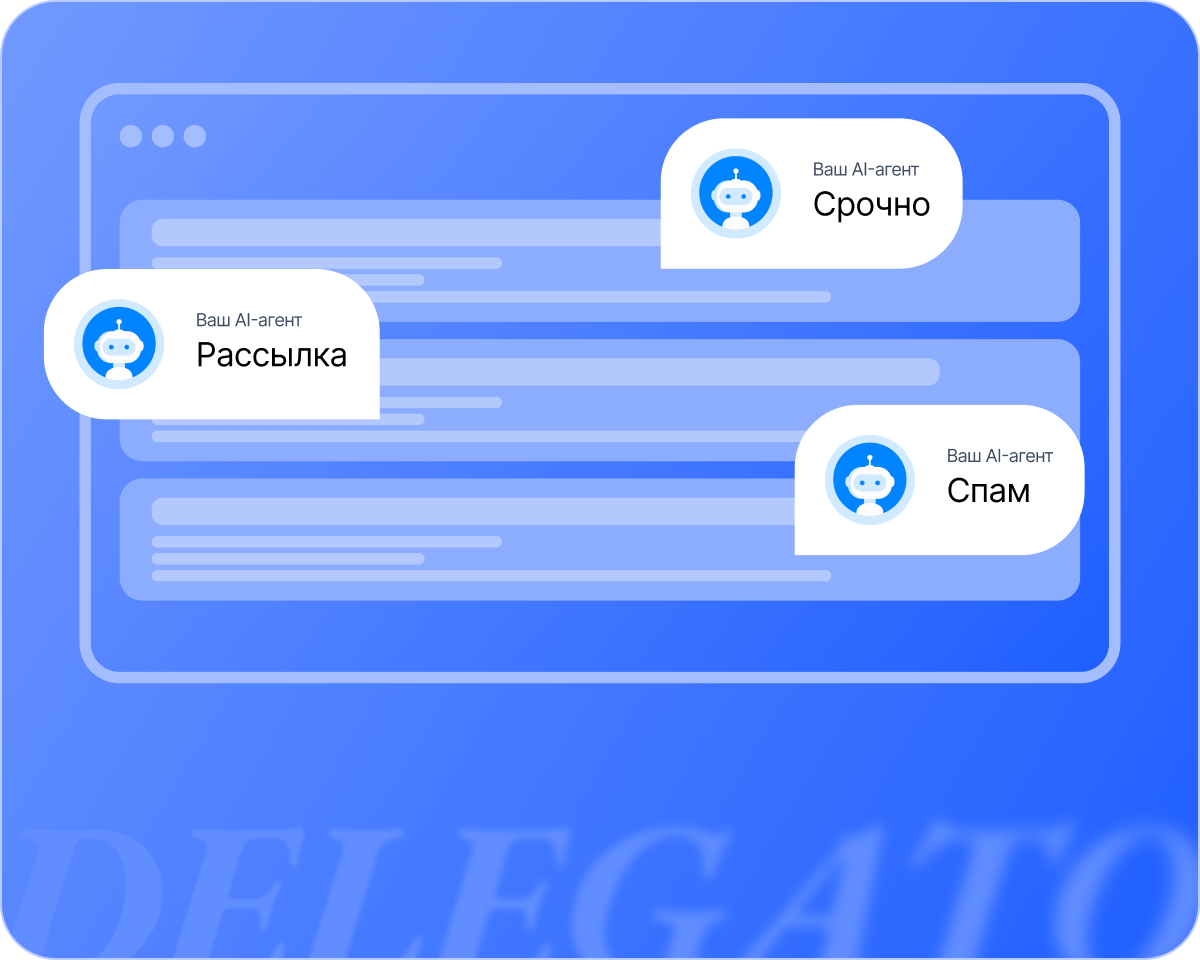 Ваш AI-агент
Срочно
Ваш AI-агент
Рассылка
Ваш AI-агент
Спам
DELEGATO